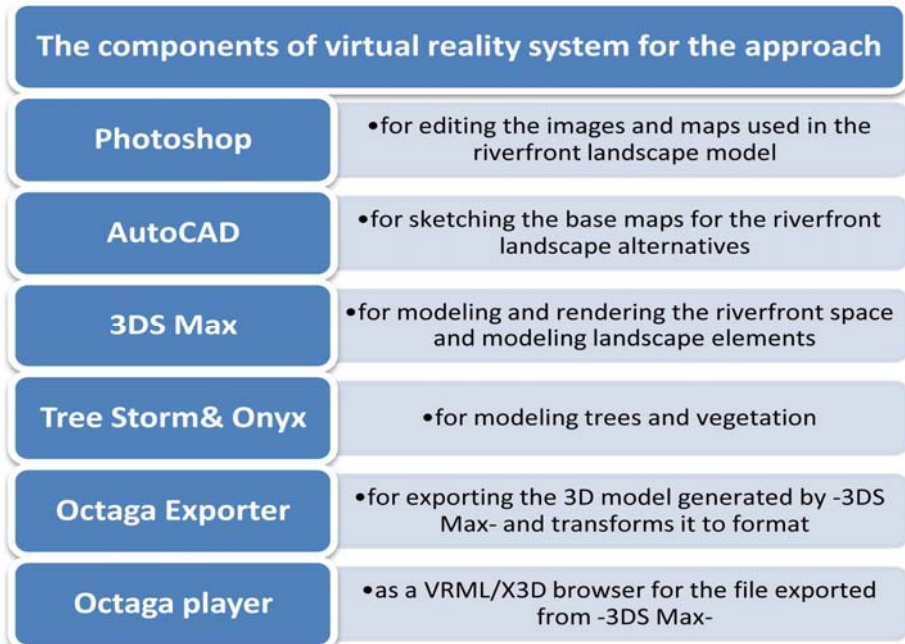 The components of virtual reality system for the approach
Photoshop
•for editing the images and maps used in the
riverfront landscape model
AutoCAD
•for sketching the base maps for the riverfront
landscape alternatives
3DS Max
•for modeling and rendering the riverfront space
and modeling landscape elements
Tree Storm& Onyx
•for modeling trees and vegetation
Octaga Exporter
•for exporting the 3D model generated by -3DS
Max- and transforms it to format
Octaga player
•as a VRML/X3D browser for the file exported
from -3DS Max-